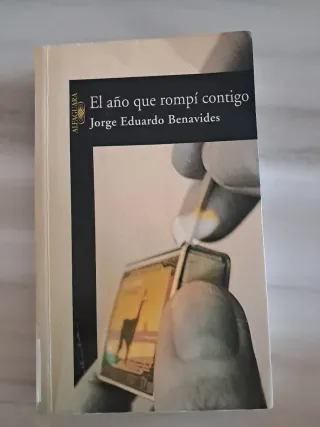 ALFAGUARA
El año que rompí contigo
Jorge Eduardo Benavides